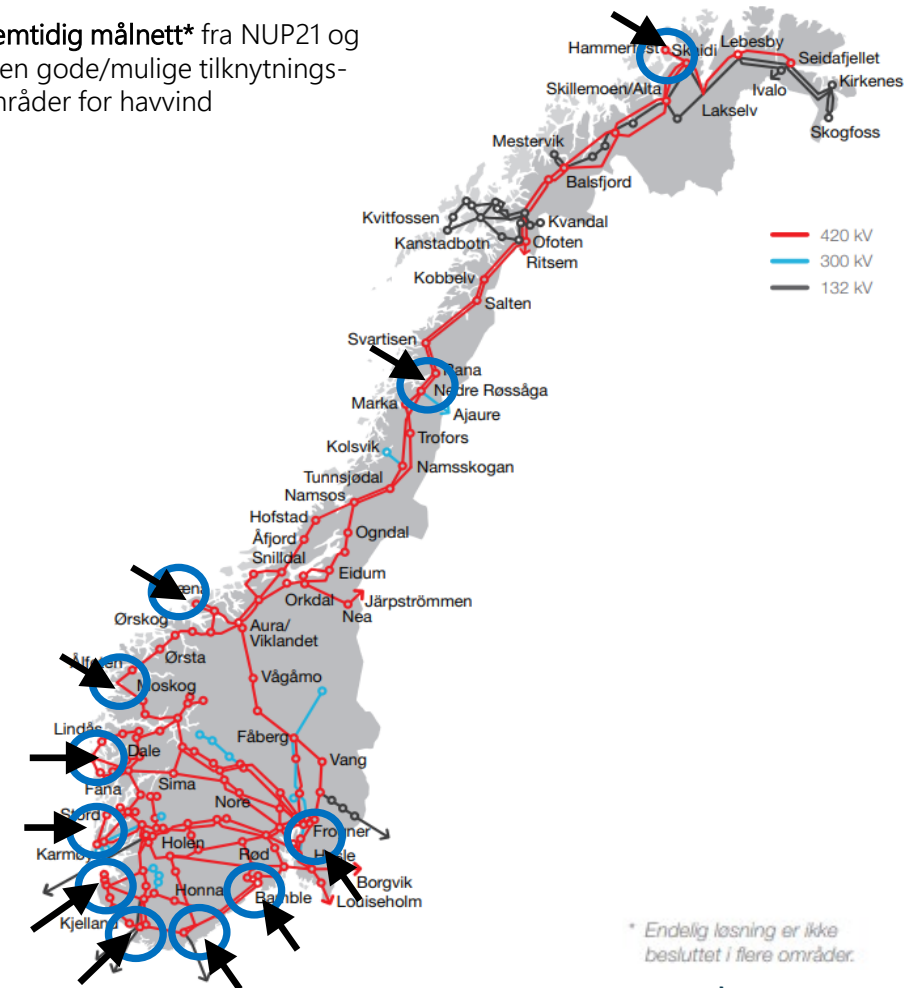 emtidig målnett* fra NUP21 og
en gode/mulige tilknytnings-
mråder for havvind
Hammerfest
Skaidi
Lebesby
Seidafjellet
Skillemoen/Alta
Ivalo
Kirkenes
Lakselv
Skogfoss
Mestervik
Balsfjord
Kvitfossen
Kvandal
Kanstadbotn
Ofoten
Ritsem
420 kV
300 kV
132 kV
Kobbelv
Salten
Svartisen
Rana
Nedre Røssåga
Marka
Ajaure
Trofors
Kolsvik
Namsskogan
Tunnsjødal
Namsos
Hofstad
Ogndal
Åfjord
Snilldal
Eidum
Orkdal
Järpströmmen
Nea
Ørskog
Aura/
Viklandet
Ørsta
Ålfoten
Moskog
Vågåmo
Lindås
Fåberg
Dale
Vang
Fana
Sima
Nore
Stord
Frogner
Holen
Karmøy
Rød
Hasle
Borgvik
Honna
Bamble
Louiseholm
Kjelland
* Endelig løsning er ikke
besluttet i flere områder.